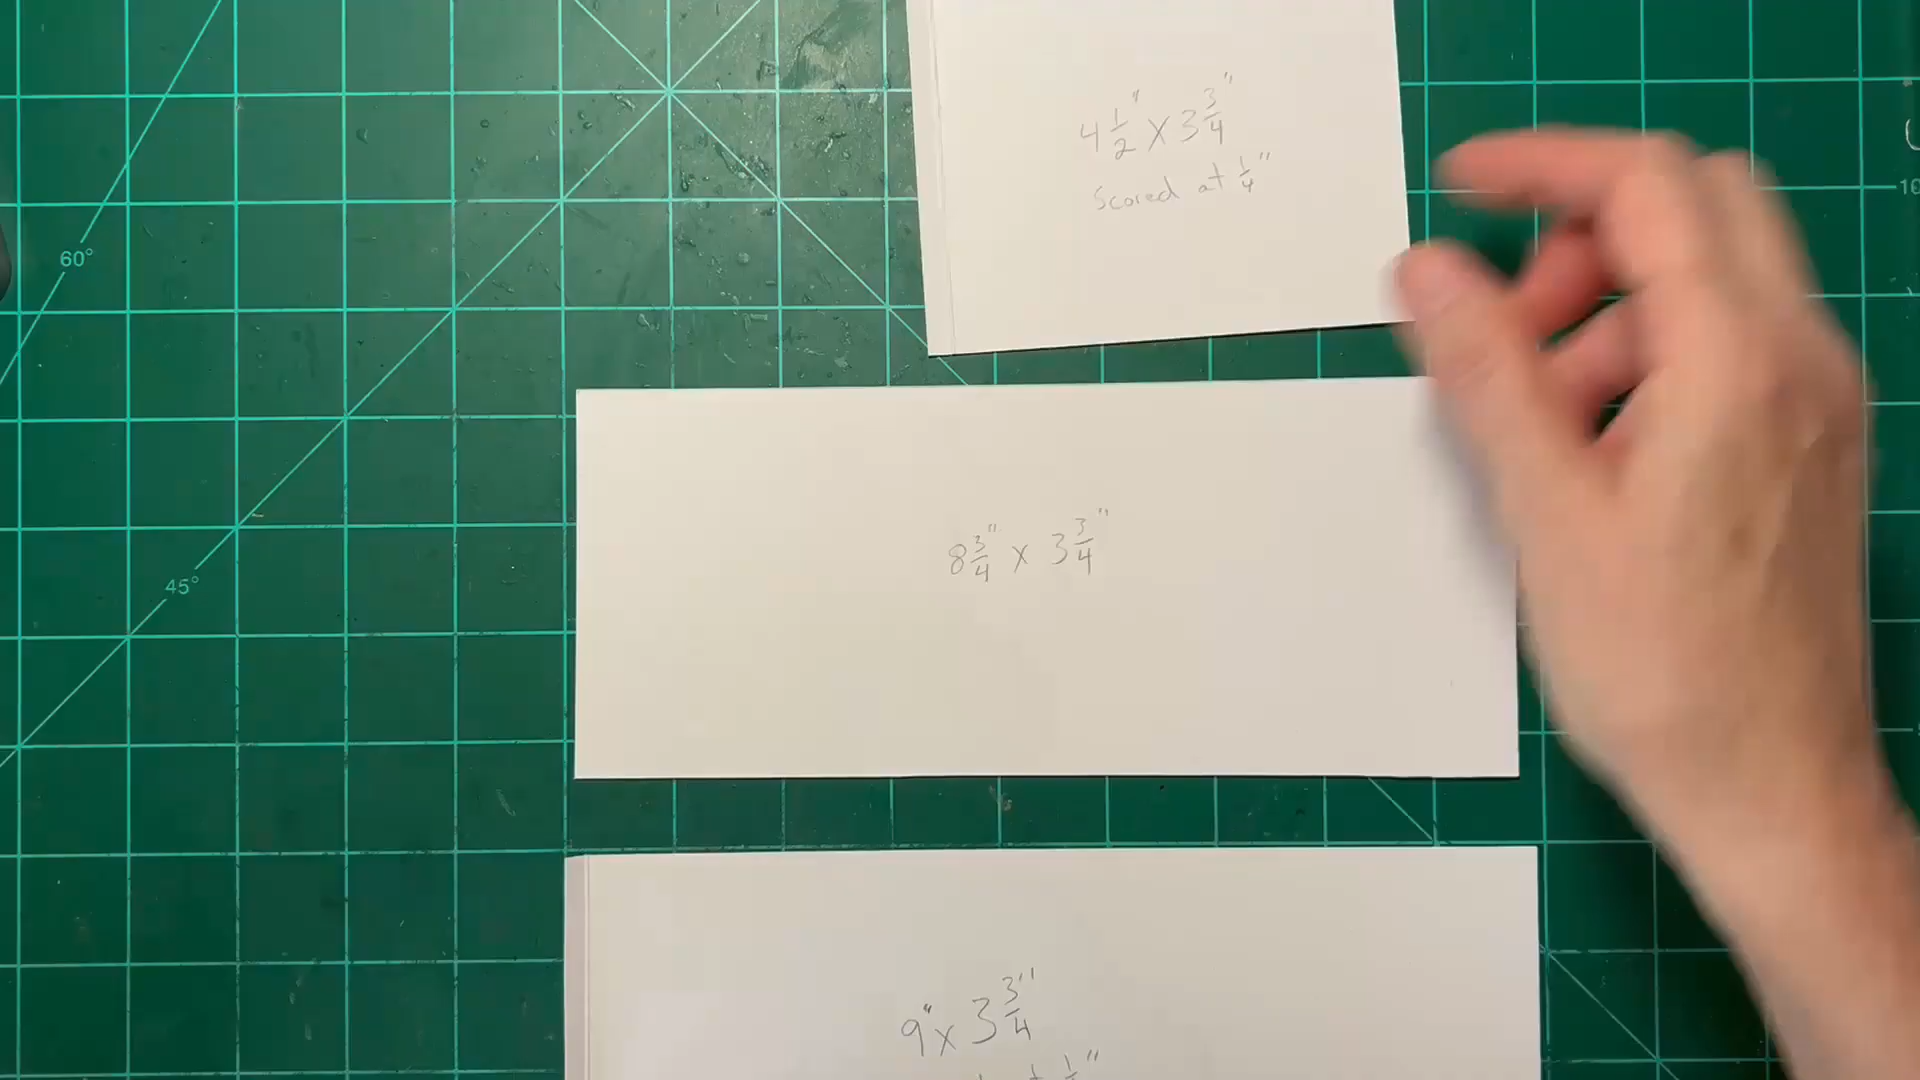 4 1/2" x 3 3/4"
Scored at 1/4"
60°
10
8 3/4" x 3 3/4"
45°
9" x 3 3/4"